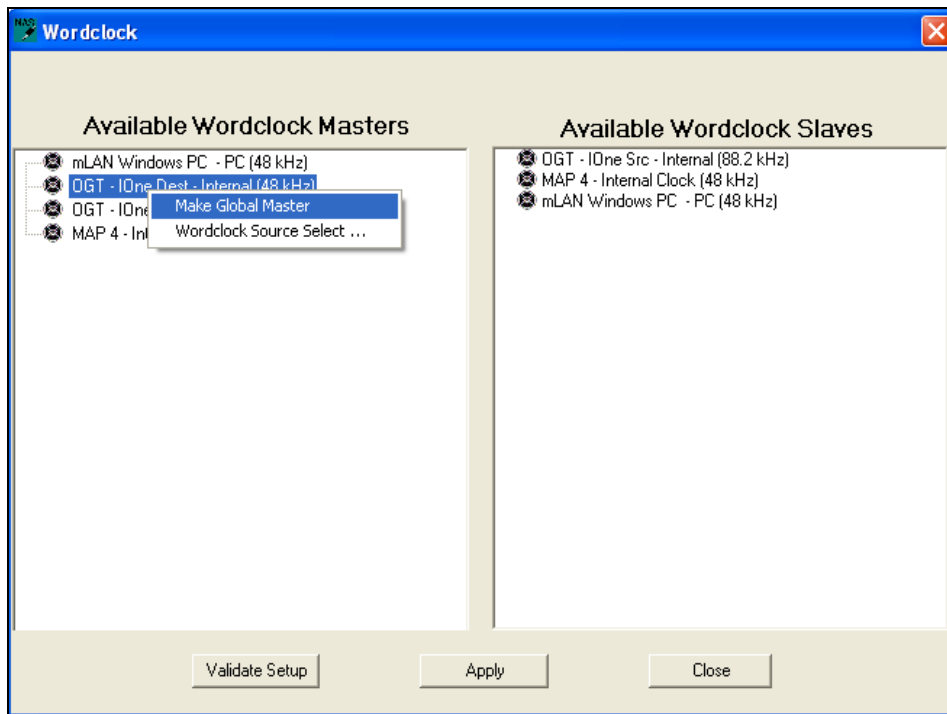 NAS
Wordclock
Available Wordclock Masters
mLAN Windows PC - PC (48 kHz)
OGT - IOne Dest - Internal (48 kHz)
OGT - IOne
MAP 4 - Int
Make Global Master
Wordclock Source Select ...
Available Wordclock Slaves
OGT - IOne Src - Internal (88.2 kHz)
MAP 4 - Internal Clock (48 kHz)
mLAN Windows PC - PC (48 kHz)
Validate Setup
Apply
Close